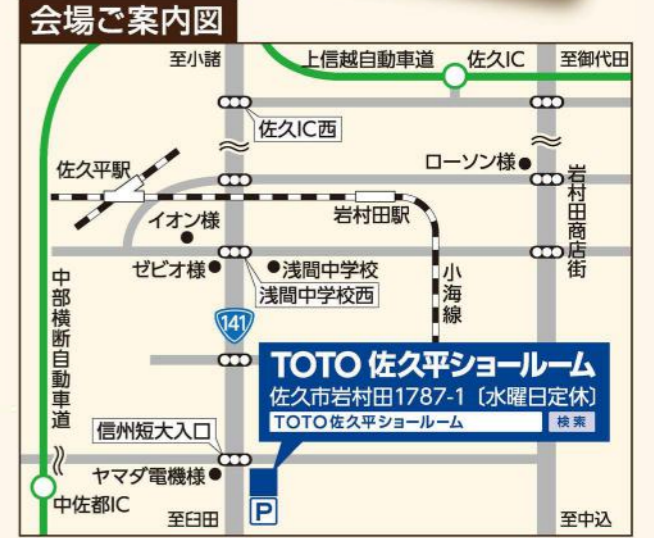 会場ご案内図
至小諸
上信越自動車道
佐久IC
至御代田
佐久IC西
佐久平駅
ローソン様
イオン様
岩村田駅
岩村田商店街
ゼビオ様
浅間中学校
浅間中学校西
小海線
中部横断自動車道
141
TOTO 佐久平ショールーム
佐久市岩村田1787-1〔水曜日定休〕
TOTO佐久平ショールーム 検索
信州短大入口
ヤマダ電機様
中佐都IC
至臼田
P
至中込